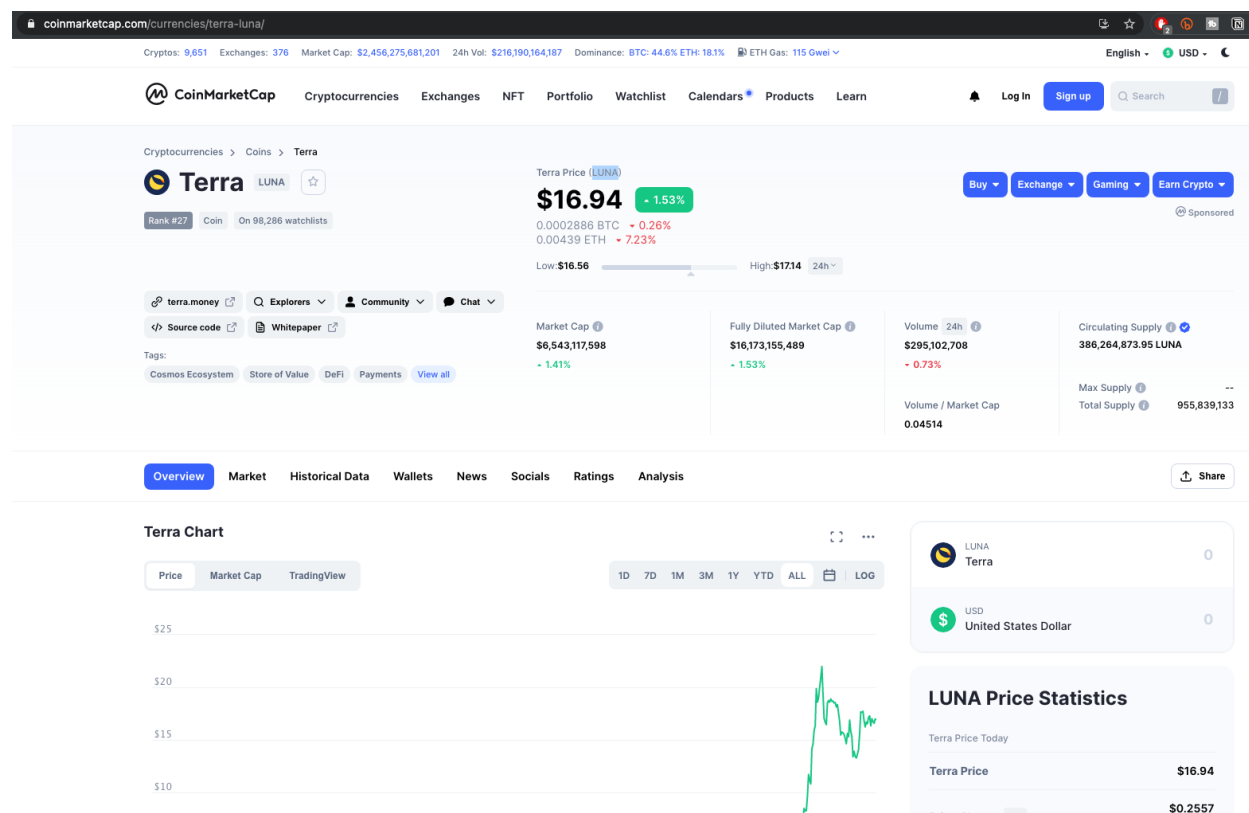 coinmarketcap.com/currencies/terra-luna/
2
Cryptos: 9,651 Exchanges: 376 Market Cap: $2,456,275,681,201 24h Vol: $216,190,164,187 Dominance: BTC: 44.6% ETH: 18.1% ETH Gas: 115 Gwei English USD
CoinMarketCap Cryptocurrencies Exchanges NFT Portfolio Watchlist Calendars Products Learn Log In Sign up Search /
Cryptocurrencies > Coins > Terra
Terra LUNA
Rank #27 Coin On 98,286 watchlists
terra.money Explorers Community Chat
Source code Whitepaper
Tags:
Cosmos Ecosystem Store of Value DeFi Payments View all
Terra Price (LUNA)
$16.94 1.53%
0.0002886 BTC 0.26%
0.00439 ETH 7.23%
Low:$16.56 High:$17.14 24h
Buy Exchange Gaming Earn Crypto
Sponsored
Market Cap
$6,543,117,598
1.41%
Fully Diluted Market Cap
$16,173,155,489
1.53%
Volume 24h
$295,102,708
0.73%
Volume / Market Cap
0.04514
Circulating Supply
386,264,873.95 LUNA
Max Supply --
Total Supply 955,839,133
Overview Market Historical Data Wallets News Socials Ratings Analysis Share
Terra Chart
Price Market Cap TradingView 1D 7D 1M 3M 1Y YTD ALL LOG
$25
$20
$15
$10
LUNA
Terra 0
USD
United States Dollar 0
LUNA Price Statistics
Terra Price Today
Terra Price $16.94
$0.2557